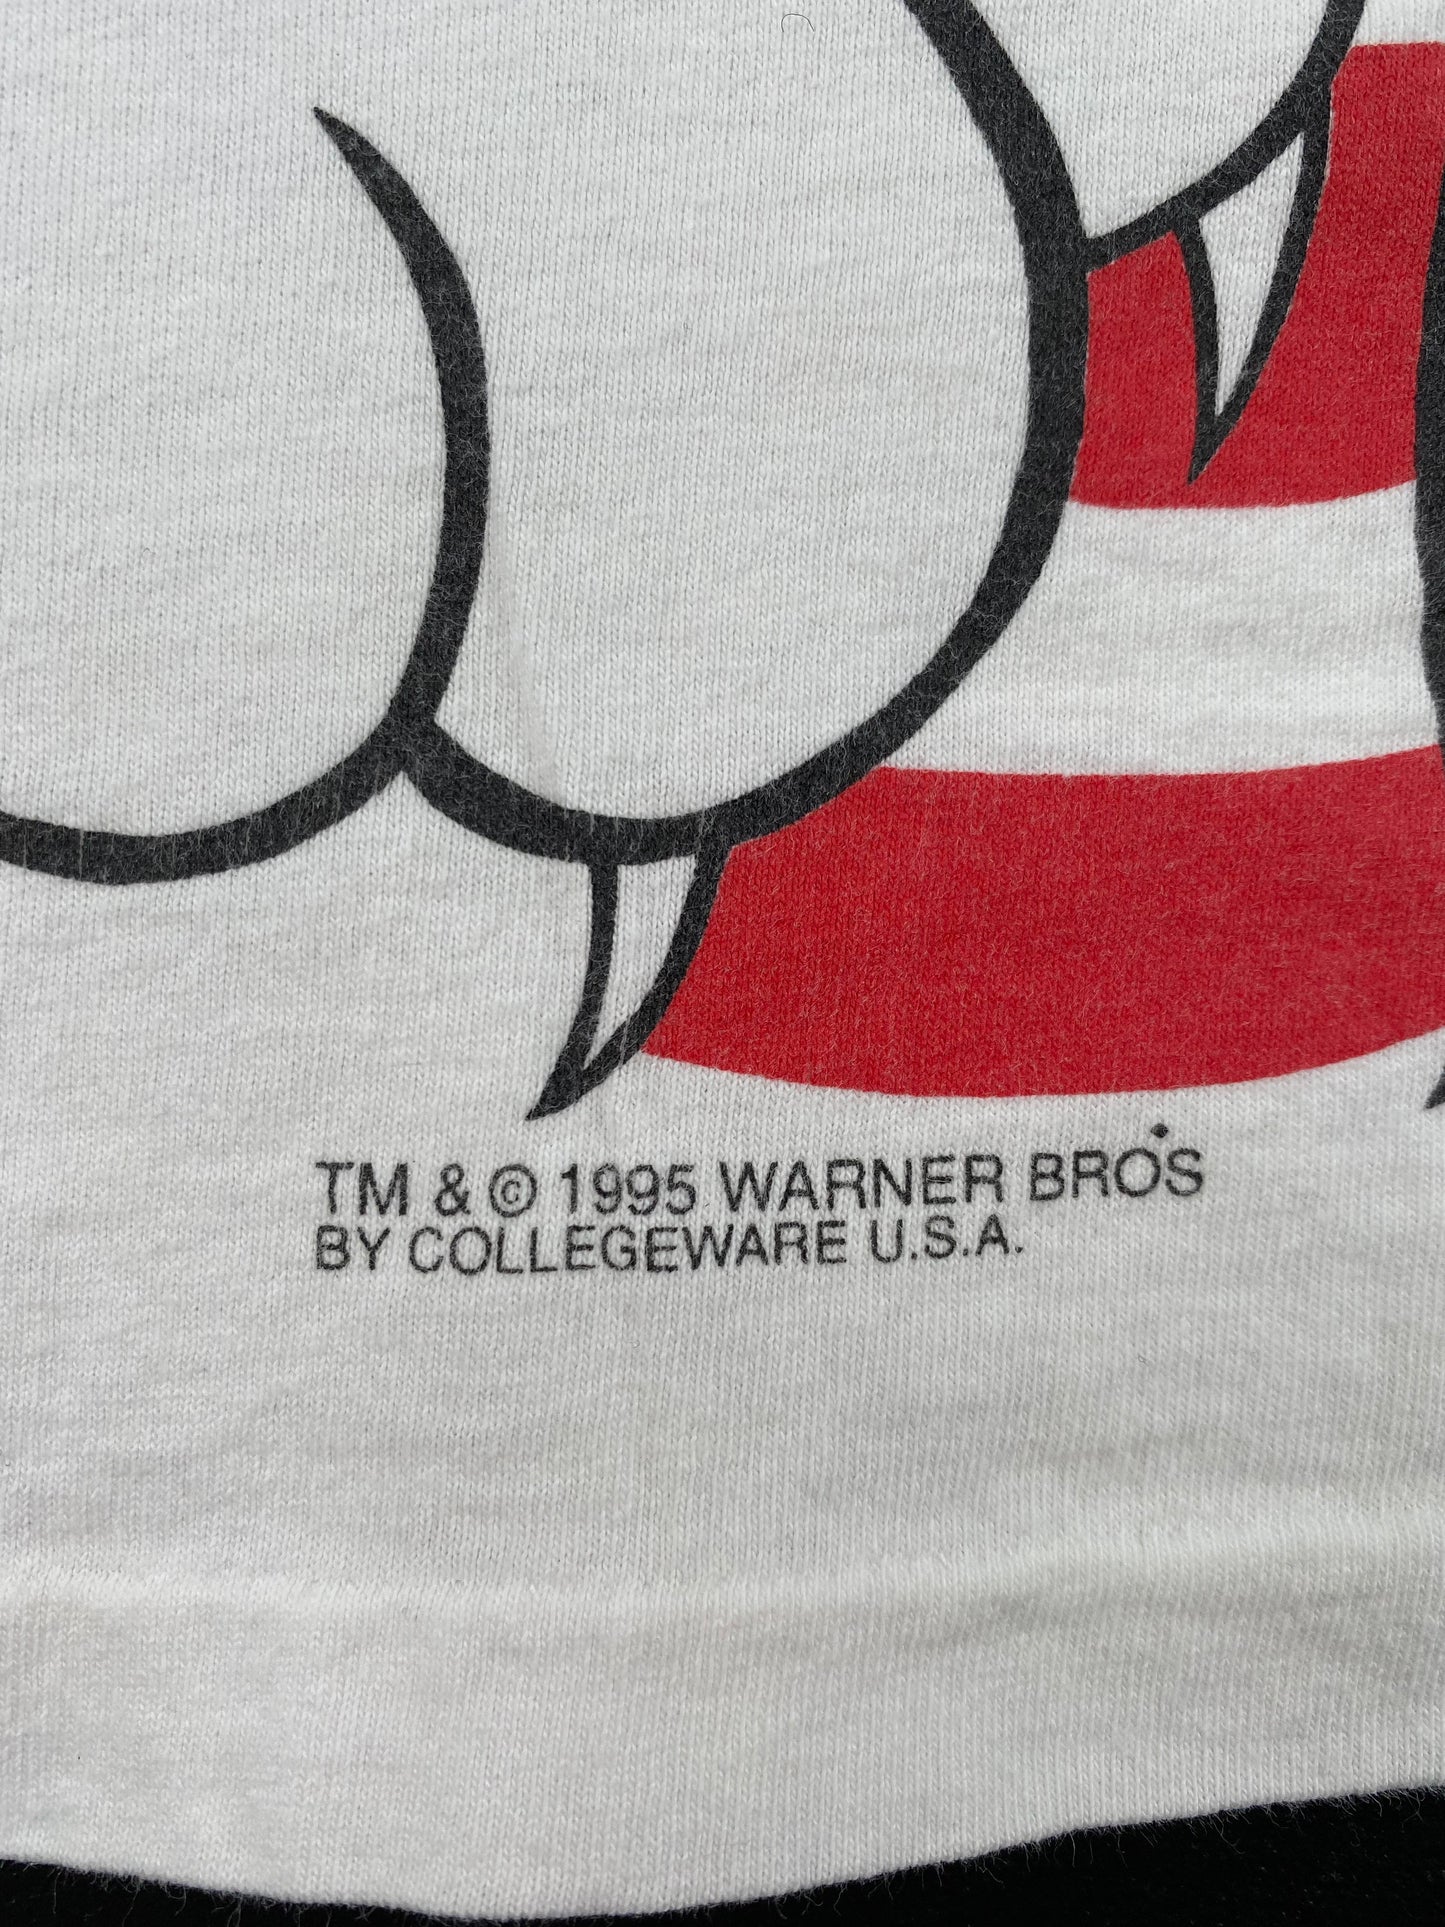 TM & © 1995 WARNER BROS
BY COLLEGEWARE U.S.A.